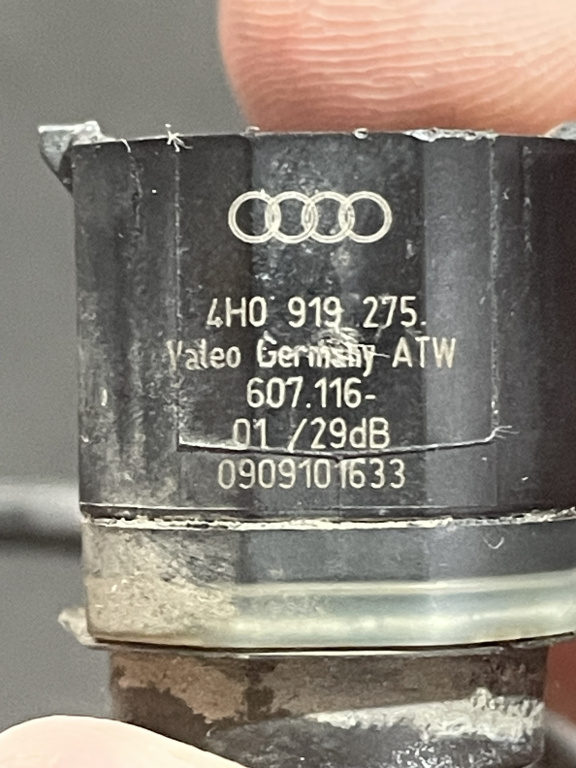 4H0 919 275.
Valeo Germany ATW
607.116-
01 /29dB
0909101633